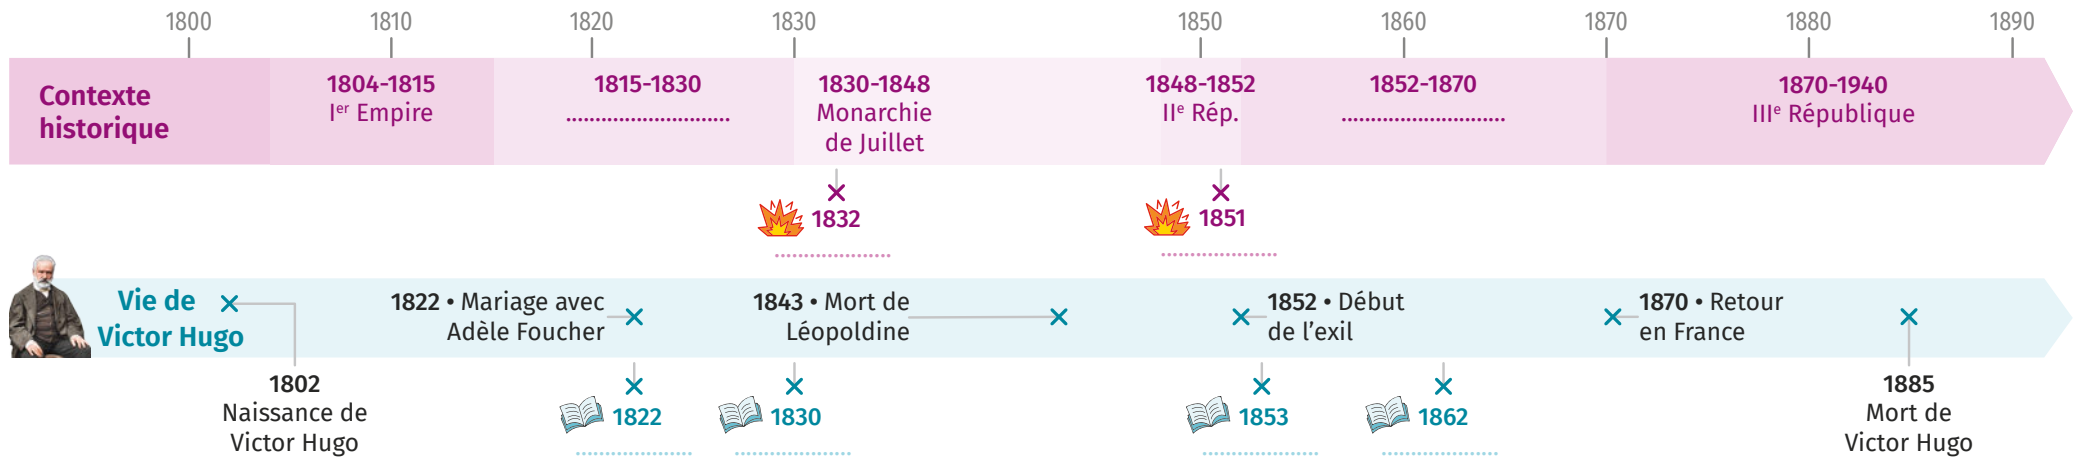 1800 1810 1820 1830 1850 1860 1870 1880 1890
Contexte
historique
1804-1815
Ier Empire
1815-1830
............................
1830-1848
Monarchie
de Juillet
1848-1852
IIe Rép.
1852-1870
............................
1870-1940
IIIe République
1832
....................
1851
....................
Vie de
Victor Hugo
1802
Naissance de
Victor Hugo
1822 • Mariage avec
Adèle Foucher
1843 • Mort de
Léopoldine
1852 • Début
de l’exil
1870 • Retour
en France
1885
Mort de
Victor Hugo
1822
....................
1830
....................
1853
....................
1862
....................